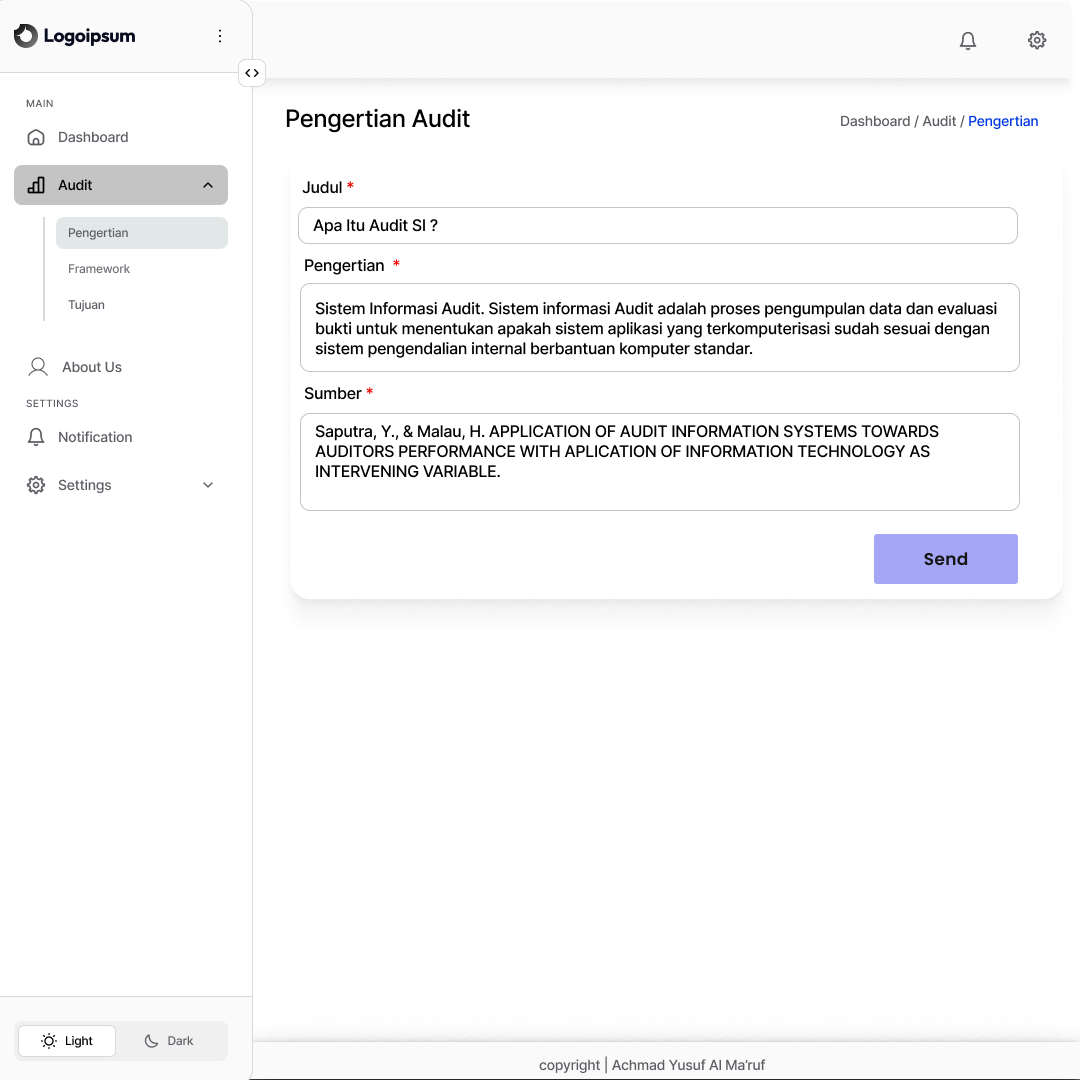 Logoipsum
MAIN
Dashboard
Audit
Pengertian
Framework
Tujuan
About Us
SETTINGS
Notification
Settings
Light
Dark
Pengertian Audit
Dashboard / Audit / Pengertian
Judul *
Apa Itu Audit SI ?
Pengertian *
Sistem Informasi Audit. Sistem informasi Audit adalah proses pengumpulan data dan evaluasi
bukti untuk menentukan apakah sistem aplikasi yang terkomputerisasi sudah sesuai dengan
sistem pengendalian internal berbantuan komputer standar.
Sumber *
Saputra, Y., & Malau, H. APPLICATION OF AUDIT INFORMATION SYSTEMS TOWARDS
AUDITORS PERFORMANCE WITH APLICATION OF INFORMATION TECHNOLOGY AS
INTERVENING VARIABLE.
Send
copyright | Achmad Yusuf Al Ma’ruf